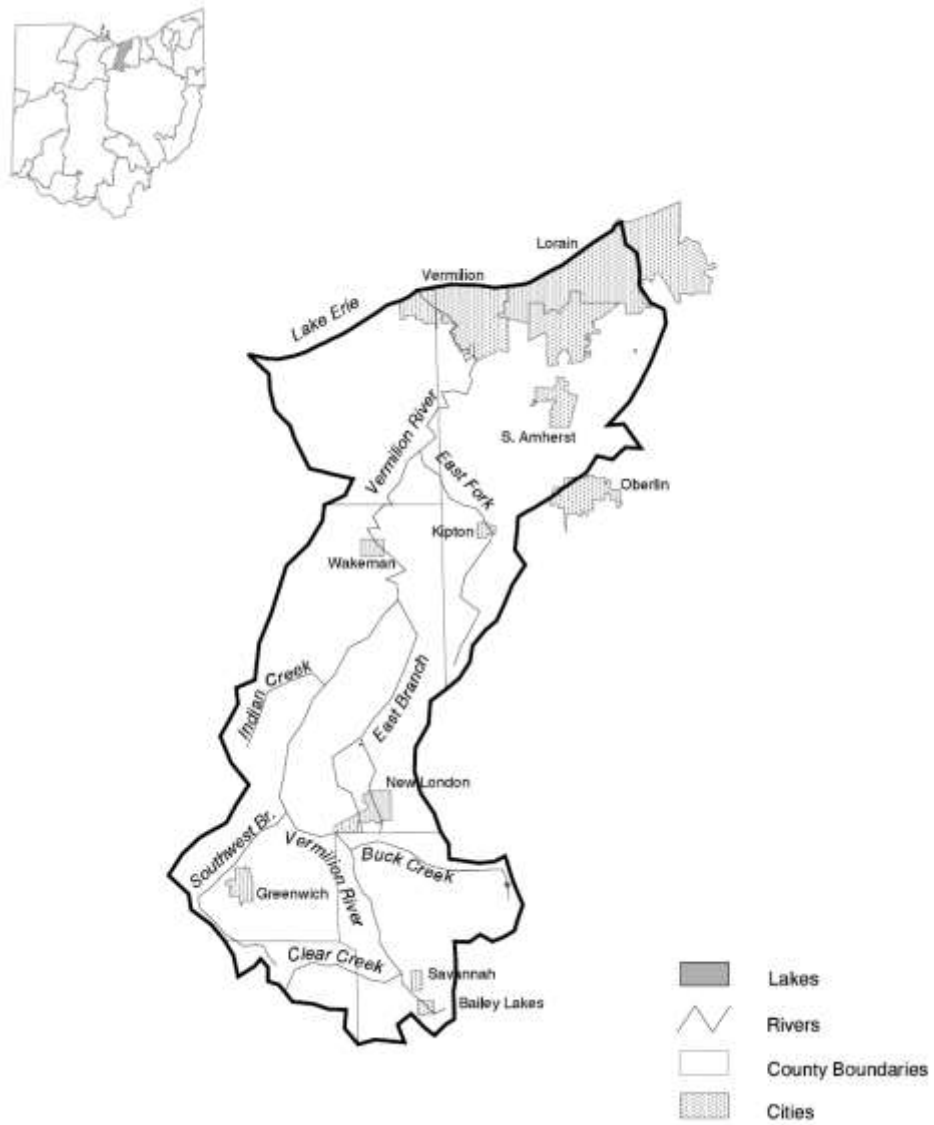 Lorain
Vermilion
Lake Erie
Vermilion River
S. Amherst
East Fork
Oberlin
Kipton
Wakeman
Indian Creek
East Branch
New London
Southwest Br.
Vermilion River
Buck Creek
Greenwich
Clear Creek
Savannah
Bailey Lakes
Lakes
Rivers
County Boundaries
Cities